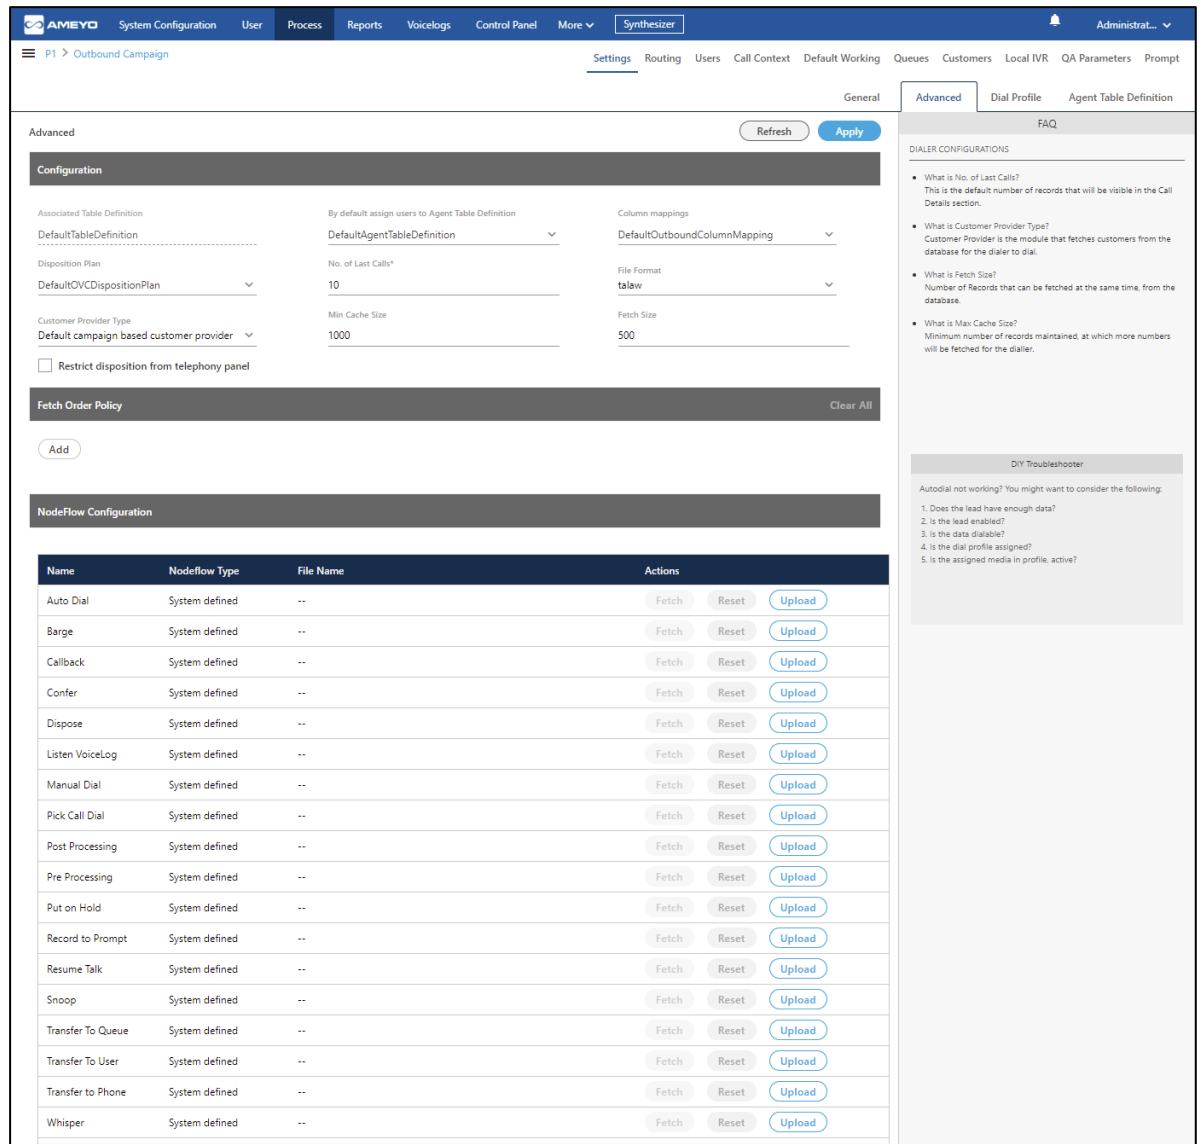 AMEYO System Configuration User Process Reports Voicelogs Control Panel More Synthesizer Administrat...
P1 > Outbound Campaign
Settings Routing Users Call Context Default Working Queues Customers Local IVR QA Parameters Prompt
General Advanced Dial Profile Agent Table Definition
Advanced Refresh Apply
Configuration
Associated Table Definition By default assign users to Agent Table Definition Column mappings
DefaultTableDefinition DefaultAgentTableDefinition DefaultOutboundColumnMapping
Disposition Plan No. of Last Calls* File Format
DefaultOVCDispositionPlan 10 talaw
Customer Provider Type Min Cache Size Fetch Size
Default campaign based customer provider 1000 500
Restrict disposition from telephony panel
Fetch Order Policy Clear All
Add
NodeFlow Configuration
Name Nodeflow Type File Name Actions
Auto Dial System defined -- Fetch Reset Upload
Barge System defined -- Fetch Reset Upload
Callback System defined -- Fetch Reset Upload
Confer System defined -- Fetch Reset Upload
Dispose System defined -- Fetch Reset Upload
Listen VoiceLog System defined -- Fetch Reset Upload
Manual Dial System defined -- Fetch Reset Upload
Pick Call Dial System defined -- Fetch Reset Upload
Post Processing System defined -- Fetch Reset Upload
Pre Processing System defined -- Fetch Reset Upload
Put on Hold System defined -- Fetch Reset Upload
Record to Prompt System defined -- Fetch Reset Upload
Resume Talk System defined -- Fetch Reset Upload
Snoop System defined -- Fetch Reset Upload
Transfer To Queue System defined -- Fetch Reset Upload
Transfer To User System defined -- Fetch Reset Upload
Transfer to Phone System defined -- Fetch Reset Upload
Whisper System defined -- Fetch Reset Upload
FAQ
DIALER CONFIGURATIONS
• What is No. of Last Calls?
This is the default number of records that will be visible in the Call
Details section.
• What is Customer Provider Type?
Customer Provider is the module that fetches customers from the
database for the dialer to dial.
• What is Fetch Size?
Number of Records that can be fetched at the same time, from the
database.
• What is Max Cache Size?
Minimum number of records maintained, at which more numbers
will be fetched for the dialler.
DIY Troubleshooter
Autodial not working? You might want to consider the following:
1. Does the lead have enough data?
2. Is the lead enabled?
3. Is the data dialable?
4. Is the dial profile assigned?
5. Is the assigned media in profile, active?